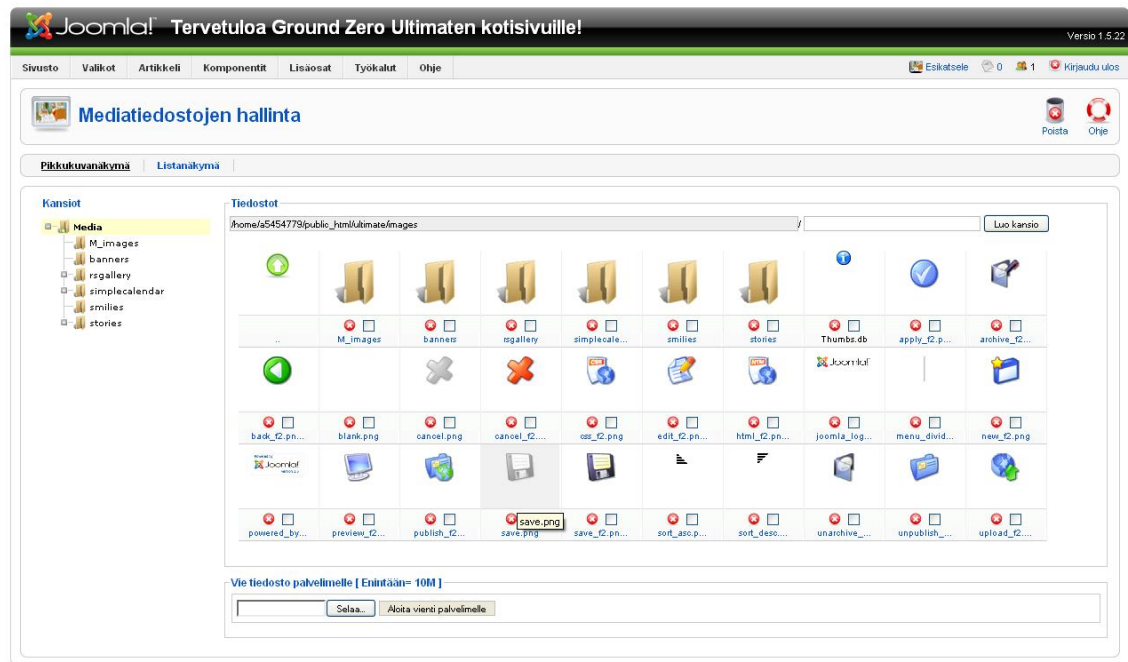 Joomla! Tervetuloa Ground Zero Ultimaten kotisivuille!
Versio 1.5.22
Sivusto Valikot Artikkeli Komponentit Lisäosat Työkalut Ohje Esikatsele 0 1 Kirjaudu ulos
Mediatiedostojen hallinta
Poista Ohje
Pikkukuvanäkymä Listanäkymä
Kansiot
Media
M_images
banners
rsgallery
simplecalendar
smilies
stories
Tiedostot
/home/a5454779/public_html/ultimate/images / Luo kansio
.. M_images banners rsgallery simplecale... smilies stories Thumbs.db apply_f2.p... archive_f2...
Joomla!
back_f2.pn... blank.png cancel.png cancel_f2.... css_f2.png edit_f2.pn... html_f2.pn... joomla_log... menu_divid... new_f2.png
Joomla!
save.png
powered_by... preview_f2... publish_f2... save.png save_f2.pn... sort_asc.p... sort_desc.... unarchive_... unpublish_... upload_f2....
Vie tiedosto palvelimelle [ Enintään= 10M ]
Selaa... Aloita vienti palvelimelle